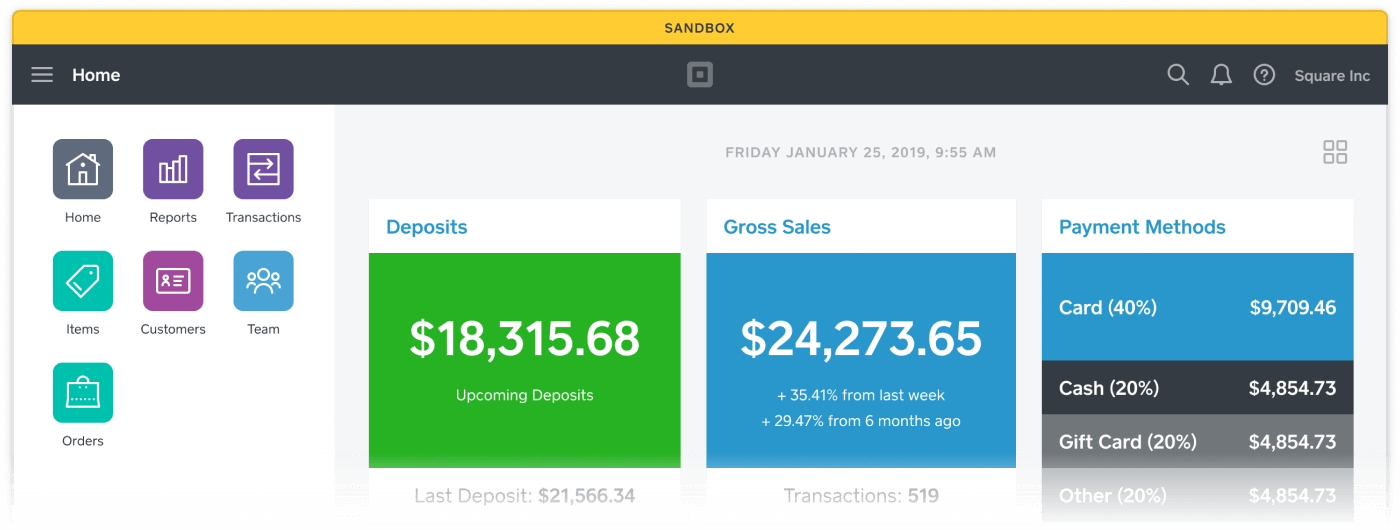 SANDBOX
Home
Square Inc
Home
Reports
Transactions
Items
Customers
Team
Orders
FRIDAY JANUARY 25, 2019, 9:55 AM
Deposits
$18,315.68
Upcoming Deposits
Last Deposit: $21,566.34
Gross Sales
$24,273.65
+ 35.41% from last week
+ 29.47% from 6 months ago
Transactions: 519
Payment Methods
Card (40%) $9,709.46
Cash (20%) $4,854.73
Gift Card (20%) $4,854.73
Other (20%) $4,854.73